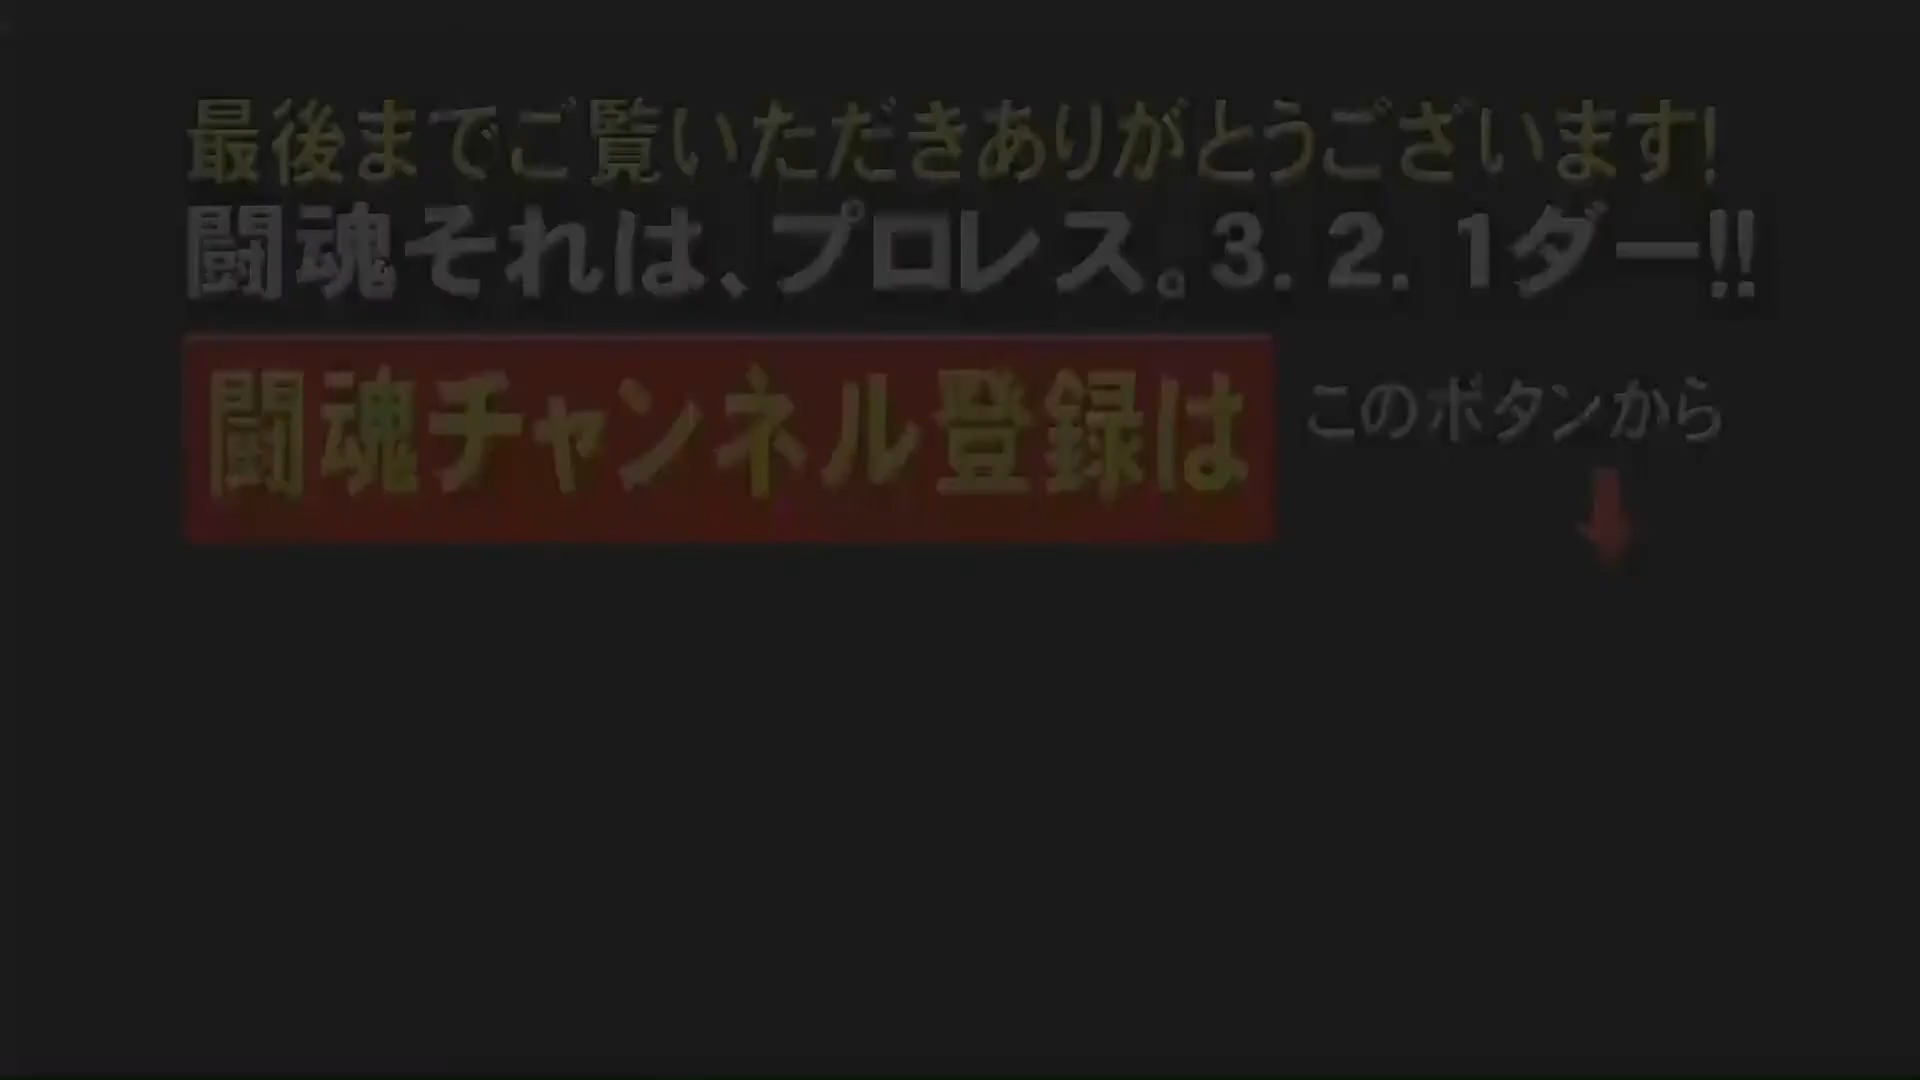 最後までご覧いただきありがとうございます!
闘魂それは、プロレス。3. 2. 1ダー!!
闘魂チャンネル登録は
このボタンから